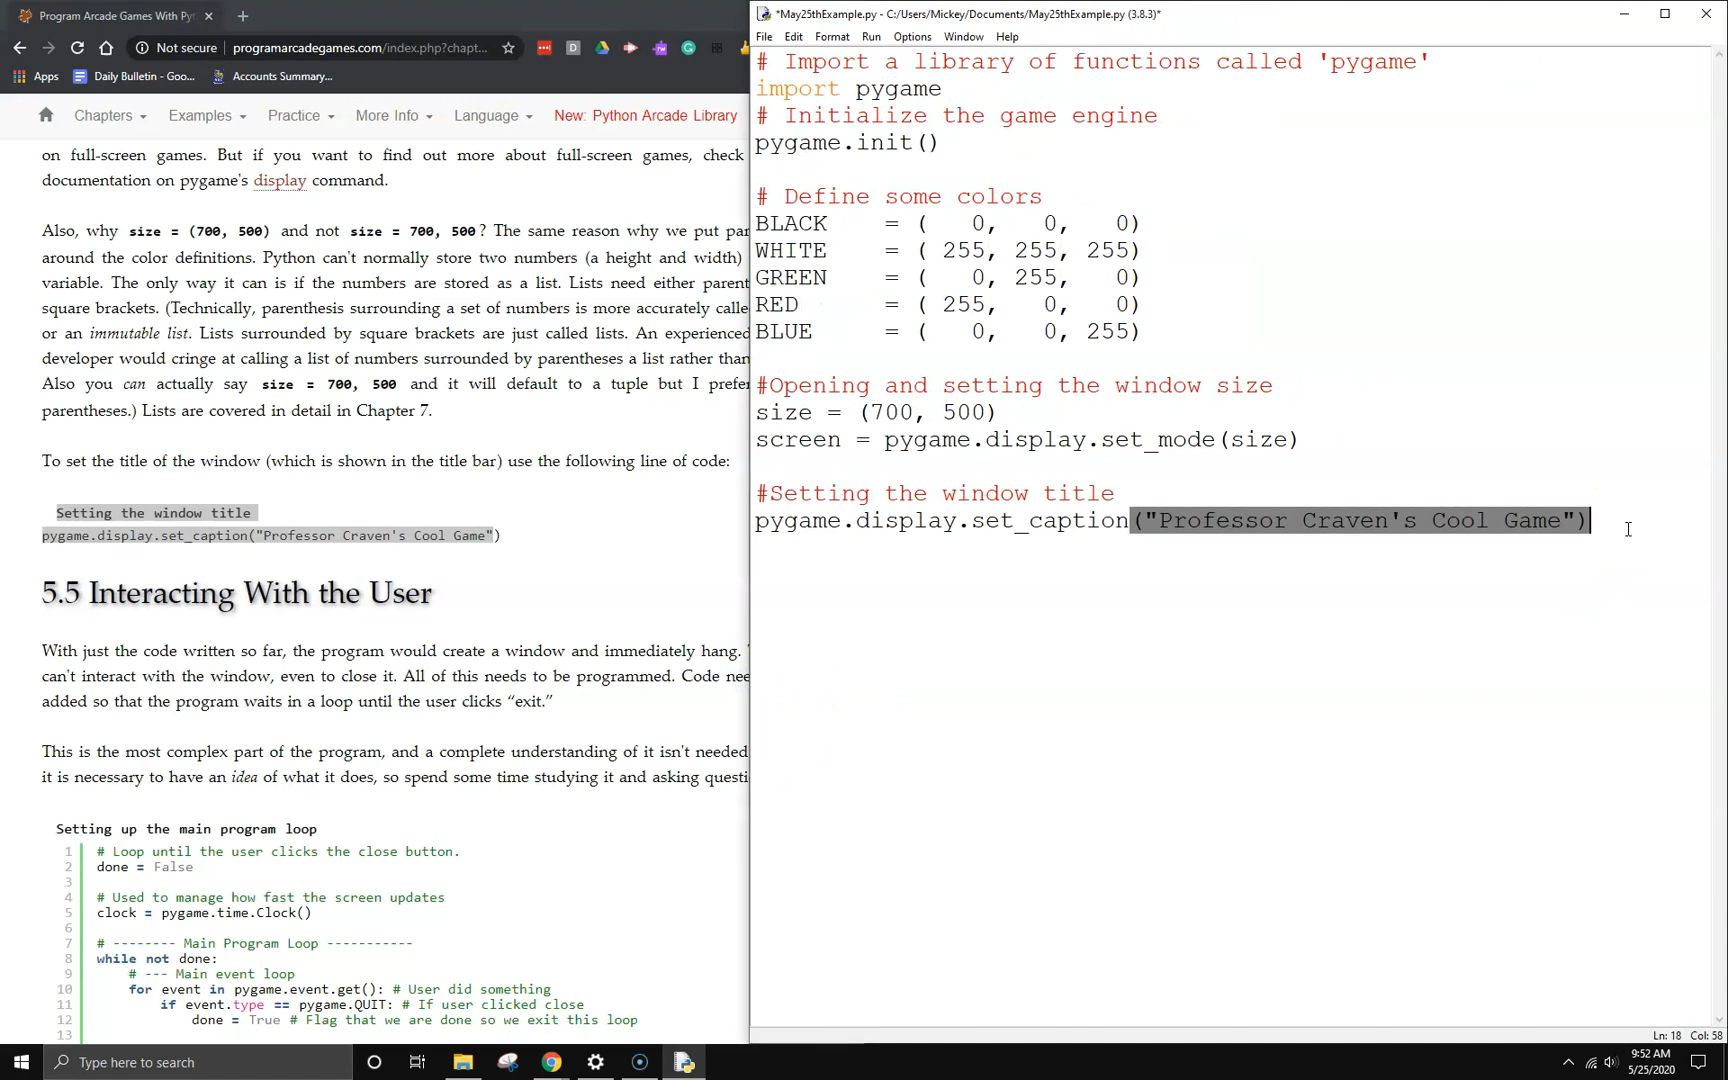 Program Arcade Games With Py
*May25thExample.py - C:/Users/Mickey/Documents/May25thExample.py (3.8.3)*
Not secure programarcadegames.com/index.php?chapt...
File Edit Format Run Options Window Help
Apps Daily Bulletin - Goo... Accounts Summary...
Chapters Examples Practice More Info Language New: Python Arcade Library
on full-screen games. But if you want to find out more about full-screen games, check
documentation on pygame's display command.
Also, why size = (700, 500) and not size = 700, 500? The same reason why we put
around the color definitions. Python can't normally store two numbers (a height and width)
variable. The only way it can is if the numbers are stored as a list. Lists need either
square brackets. (Technically, parenthesis surrounding a set of numbers is more accurately
or an immutable list. Lists surrounded by square brackets are just called lists. An experienced
developer would cringe at calling a list of numbers surrounded by parentheses a list rather than
Also you can actually say size = 700, 500 and it will default to a tuple but I
parentheses.) Lists are covered in detail in Chapter 7.
To set the title of the window (which is shown in the title bar) use the following line of code:
Setting the window title
pygame.display.set_caption("Professor Craven's Cool Game")
5.5 Interacting With the User
With just the code written so far, the program would create a window and immediately hang.
can't interact with the window, even to close it. All of this needs to be programmed. Code
added so that the program waits in a loop until the user clicks “exit.”
This is the most complex part of the program, and a complete understanding of it isn't needed
it is necessary to have an idea of what it does, so spend some time studying it and asking
Setting up the main program loop
1 # Loop until the user clicks the close button.
2 done = False
3
4 # Used to manage how fast the screen updates
5 clock = pygame.time.Clock()
6
7 # -------- Main Program Loop -----------
8 while not done:
9 # --- Main event loop
10 for event in pygame.event.get(): # User did something
11 if event.type == pygame.QUIT: # If user clicked close
12 done = True # Flag that we are done so we exit this loop
13
# Import a library of functions called 'pygame'
import pygame
# Initialize the game engine
pygame.init()
# Define some colors
BLACK = ( 0, 0, 0)
WHITE = ( 255, 255, 255)
GREEN = ( 0, 255, 0)
RED = ( 255, 0, 0)
BLUE = ( 0, 0, 255)
#Opening and setting the window size
size = (700, 500)
screen = pygame.display.set_mode(size)
#Setting the window title
pygame.display.set_caption("Professor Craven's Cool Game")
Ln: 18 Col: 58
Type here to search
9:52 AM
5/25/2020